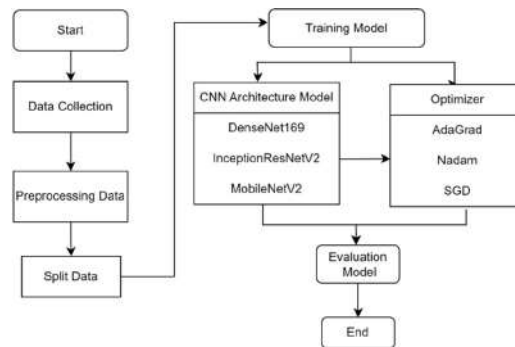 Start
Data Collection
Preprocessing Data
Split Data
Training Model
CNN Architecture Model
DenseNet169
InceptionResNetV2
MobileNetV2
Optimizer
AdaGrad
Nadam
SGD
Evaluation
Model
End